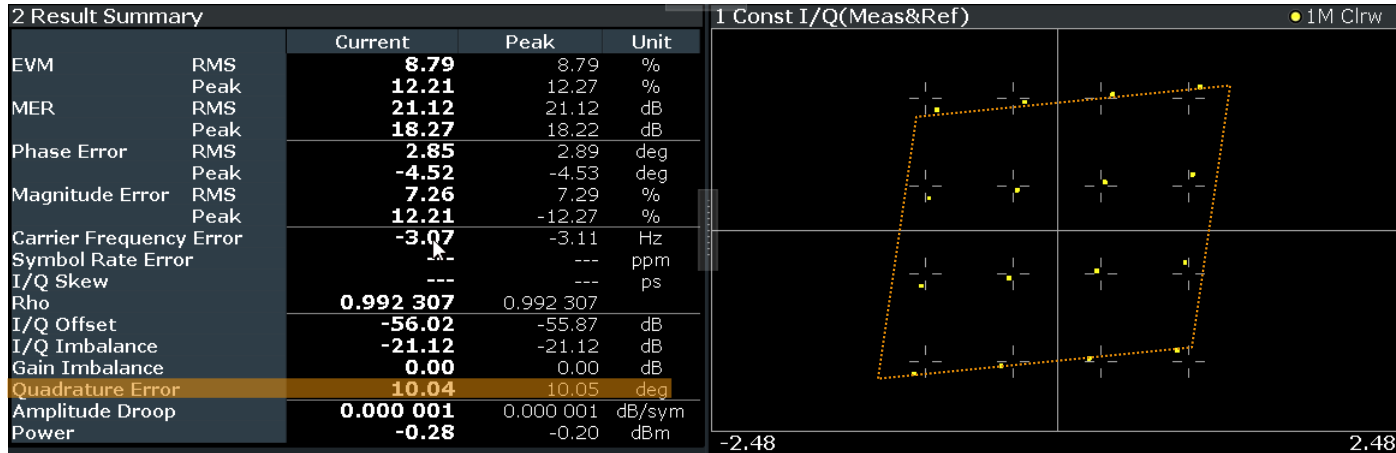 2 Result Summary
Current Peak Unit
EVM RMS 8.79 8.79 %
Peak 12.21 12.27 %
MER RMS 21.12 21.12 dB
Peak 18.27 18.22 dB
Phase Error RMS 2.85 2.89 deg
Peak -4.52 -4.53 deg
Magnitude Error RMS 7.26 7.29 %
Peak 12.21 -12.27 %
Carrier Frequency Error -3.07 -3.11 Hz
Symbol Rate Error --- --- ppm
I/Q Skew --- --- ps
Rho 0.992 307 0.992 307
I/Q Offset -56.02 -55.87 dB
I/Q Imbalance -21.12 -21.12 dB
Gain Imbalance 0.00 0.00 dB
Quadrature Error 10.04 10.05 deg
Amplitude Droop 0.000 001 0.000 001 dB/sym
Power -0.28 -0.20 dBm
1 Const I/Q(Meas&Ref) 1M Clrw
-2.48 2.48